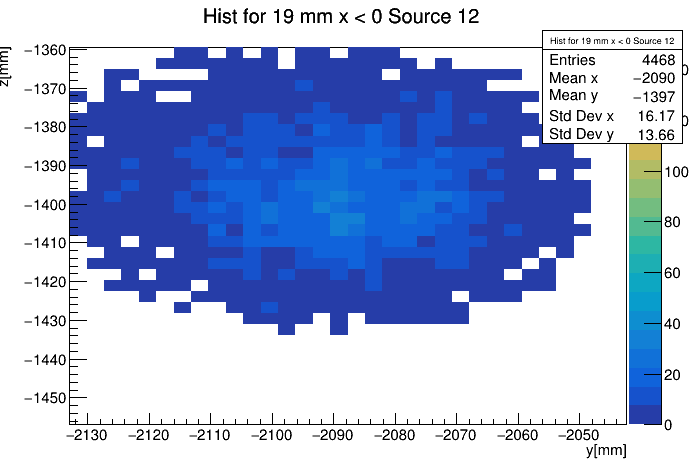 Hist for 19 mm x < 0 Source 12
Hist for 19 mm x < 0 Source 12
Entries 4468
Mean x −2090
Mean y −1397
Std Dev x 16.17
Std Dev y 13.66
z[mm]
−1360
−1370
−1380
−1390
−1400
−1410
−1420
−1430
−1440
−1450
−2130 −2120 −2110 −2100 −2090 −2080 −2070 −2060 −2050
y[mm]
100
80
60
40
20
0